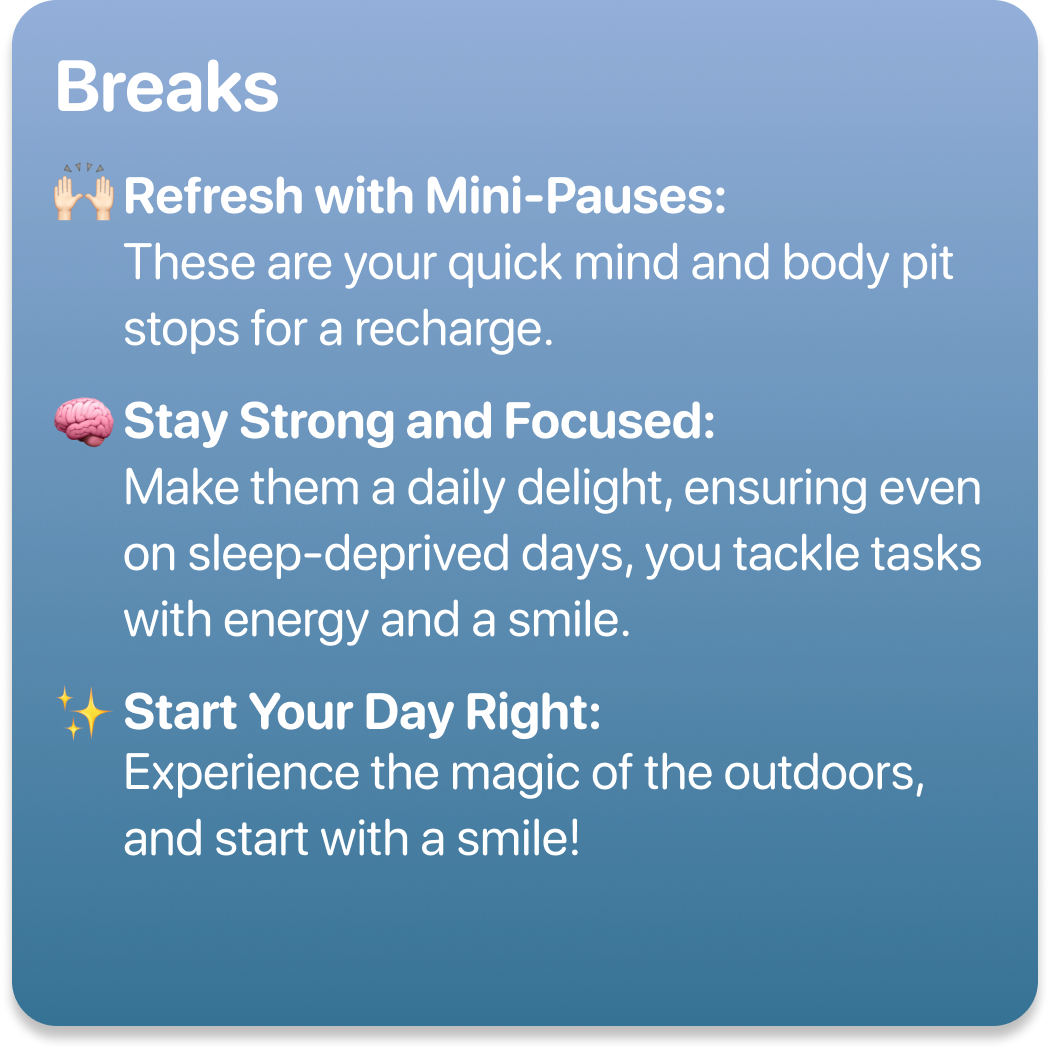 Breaks
🙌🏻 Refresh with Mini-Pauses:
These are your quick mind and body pit
stops for a recharge.
🧠 Stay Strong and Focused:
Make them a daily delight, ensuring even
on sleep-deprived days, you tackle tasks
with energy and a smile.
✨ Start Your Day Right:
Experience the magic of the outdoors,
and start with a smile!